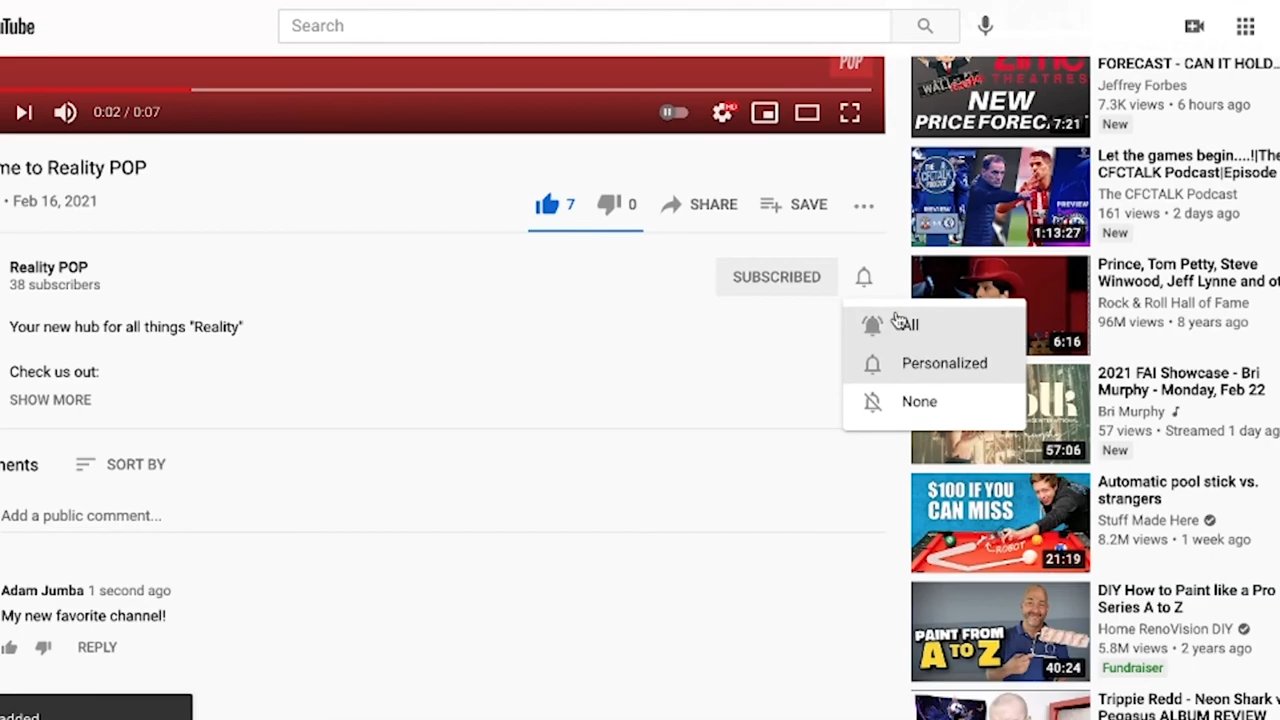 uTube
Search
POP
0:02 / 0:07
HD
me to Reality POP
• Feb 16, 2021
7
0
SHARE
SAVE
Reality POP
38 subscribers
SUBSCRIBED
Your new hub for all things "Reality"
Check us out:
SHOW MORE
All
Personalized
None
nents
SORT BY
Add a public comment...
Adam Jumba 1 second ago
My new favorite channel!
REPLY
added
THEATRES
WALL
NEW
PRICE FOREC
7:21
FORECAST - CAN IT HOLD...
Jeffrey Forbes
7.3K views • 6 hours ago
New
PREVIEW
1:13:27
Let the games begin....!|The
CFCTALK Podcast|Episode
The CFCTALK Podcast
161 views • 2 days ago
New
6:16
Prince, Tom Petty, Steve
Winwood, Jeff Lynne and ot
Rock & Roll Hall of Fame
96M views • 8 years ago
olk
57:06
2021 FAI Showcase - Bri
Murphy - Monday, Feb 22
Bri Murphy ♪
57 views • Streamed 1 day ag
New
$100 IF YOU
CAN MISS
ROBOT
21:19
Automatic pool stick vs.
strangers
Stuff Made Here
8.2M views • 1 week ago
PAINT FROM
A TO Z
40:24
DIY How to Paint like a Pro
Series A to Z
Home RenoVision DIY
5.8M views • 2 years ago
Fundraiser
Trippie Redd - Neon Shark v
Pegasus ALBUM REVIEW